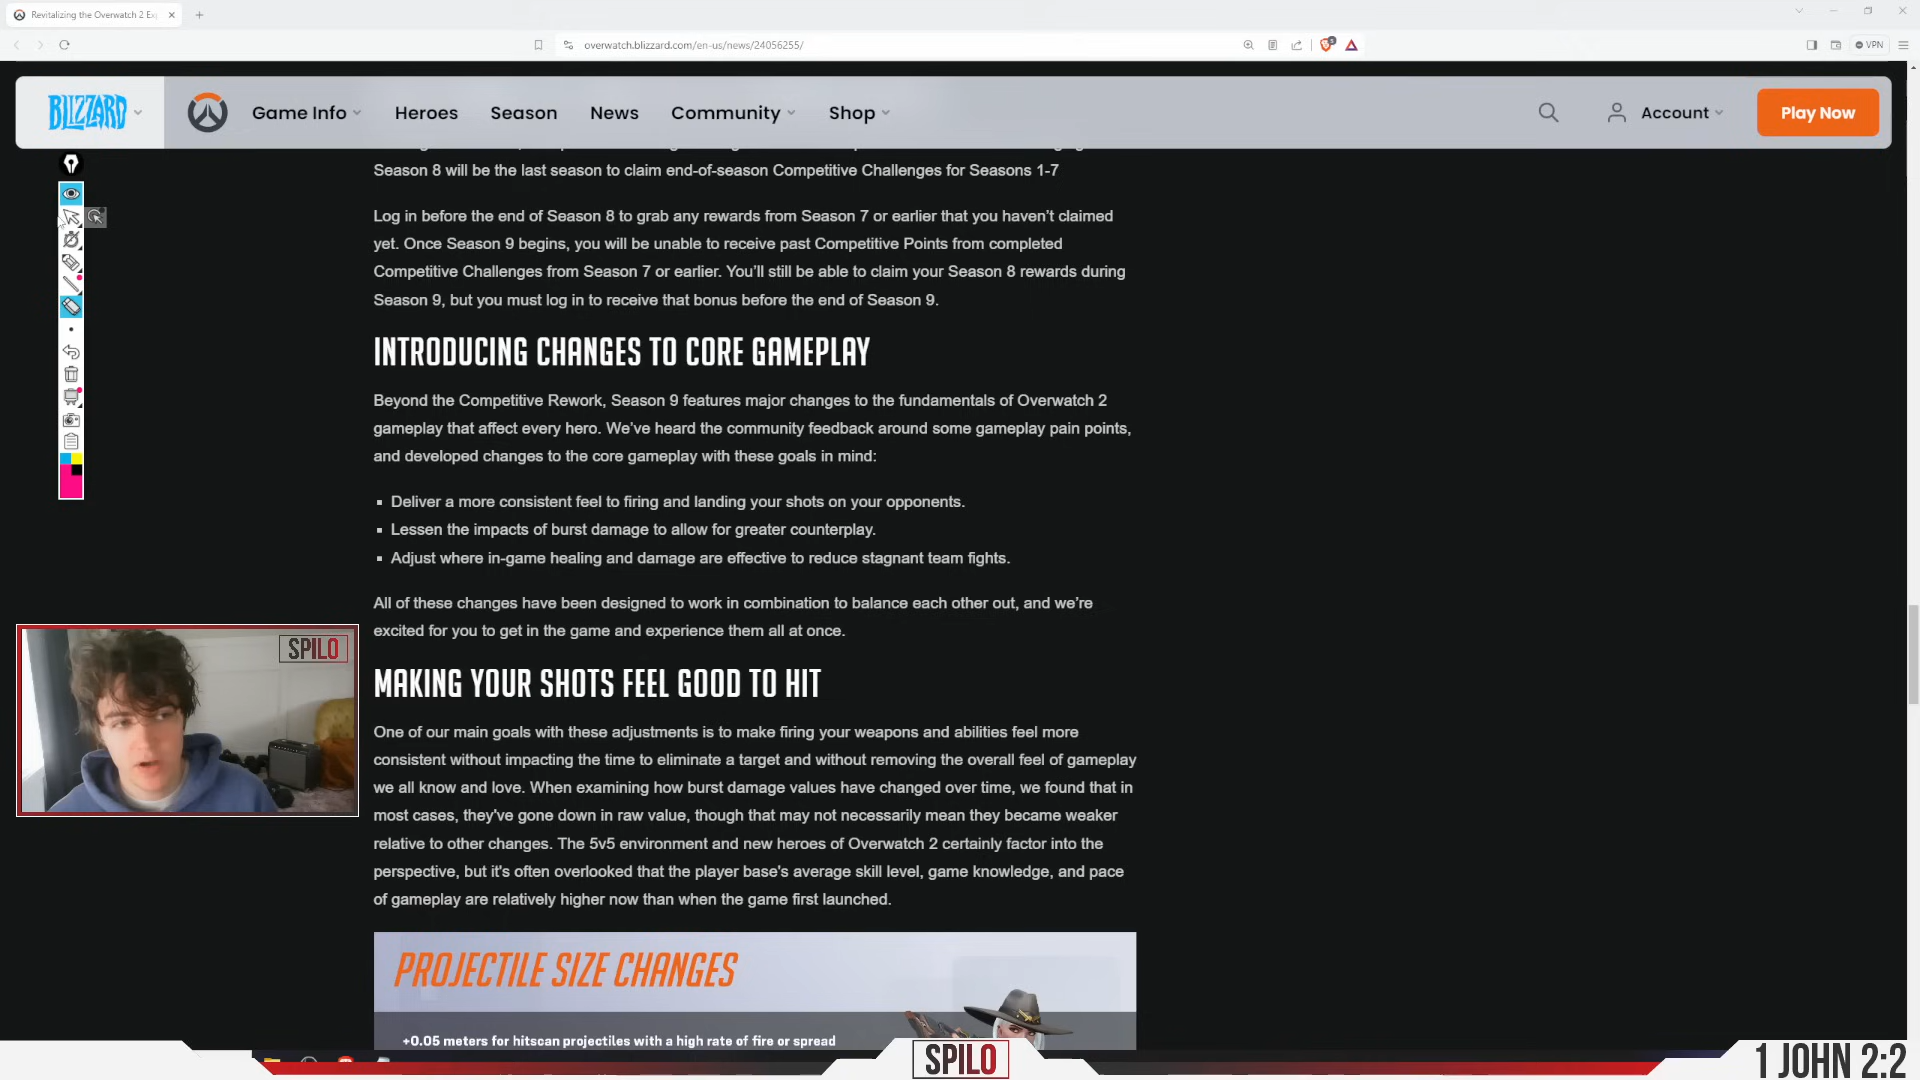 Revitalizing the Overwatch 2 Ex
overwatch.blizzard.com/en-us/news/24056255/
5
VPN
BLIZZARD
Game Info
Heroes
Season
News
Community
Shop
Account
Play Now
Season 8 will be the last season to claim end-of-season Competitive Challenges for Seasons 1-7
Log in before the end of Season 8 to grab any rewards from Season 7 or earlier that you haven't claimed
yet. Once Season 9 begins, you will be unable to receive past Competitive Points from completed
Competitive Challenges from Season 7 or earlier. You'll still be able to claim your Season 8 rewards during
Season 9, but you must log in to receive that bonus before the end of Season 9.
INTRODUCING CHANGES TO CORE GAMEPLAY
Beyond the Competitive Rework, Season 9 features major changes to the fundamentals of Overwatch 2
gameplay that affect every hero. We've heard the community feedback around some gameplay pain points,
and developed changes to the core gameplay with these goals in mind:
▪ Deliver a more consistent feel to firing and landing your shots on your opponents.
▪ Lessen the impacts of burst damage to allow for greater counterplay.
▪ Adjust where in-game healing and damage are effective to reduce stagnant team fights.
All of these changes have been designed to work in combination to balance each other out, and we're
excited for you to get in the game and experience them all at once.
MAKING YOUR SHOTS FEEL GOOD TO HIT
One of our main goals with these adjustments is to make firing your weapons and abilities feel more
consistent without impacting the time to eliminate a target and without removing the overall feel of gameplay
we all know and love. When examining how burst damage values have changed over time, we found that in
most cases, they've gone down in raw value, though that may not necessarily mean they became weaker
relative to other changes. The 5v5 environment and new heroes of Overwatch 2 certainly factor into the
perspective, but it's often overlooked that the player base's average skill level, game knowledge, and pace
of gameplay are relatively higher now than when the game first launched.
PROJECTILE SIZE CHANGES
+0.05 meters for hitscan projectiles with a high rate of fire or spread
SPILO
SPILO
1 JOHN 2:2